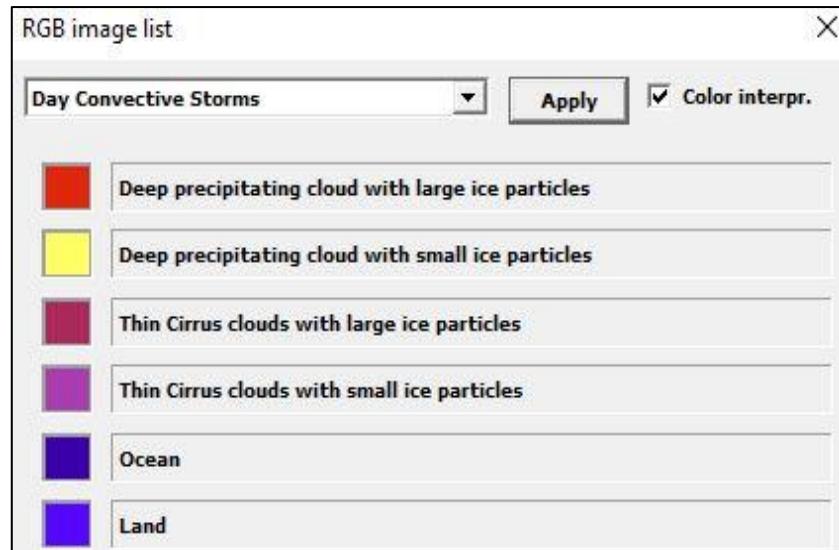 RGB image list
Day Convective Storms Apply Color interpr.
Deep precipitating cloud with large ice particles
Deep precipitating cloud with small ice particles
Thin Cirrus clouds with large ice particles
Thin Cirrus clouds with small ice particles
Ocean
Land